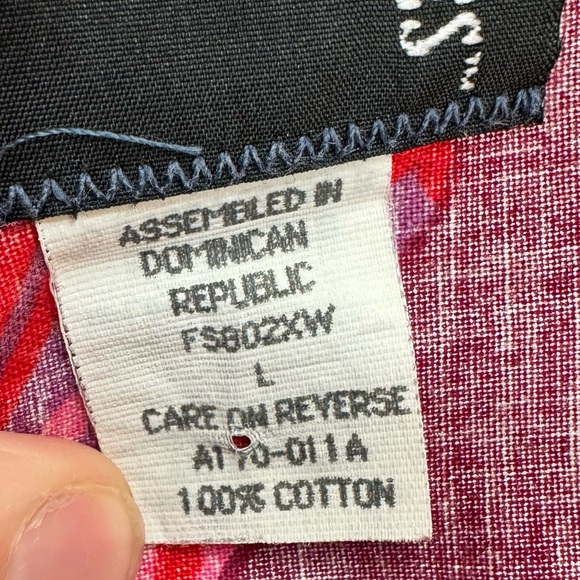 ASSEMBLED IN
DOMINICAN
REPUBLIC
FS802XW
L
CARE ON REVERSE
A170-011A
100% COTTON